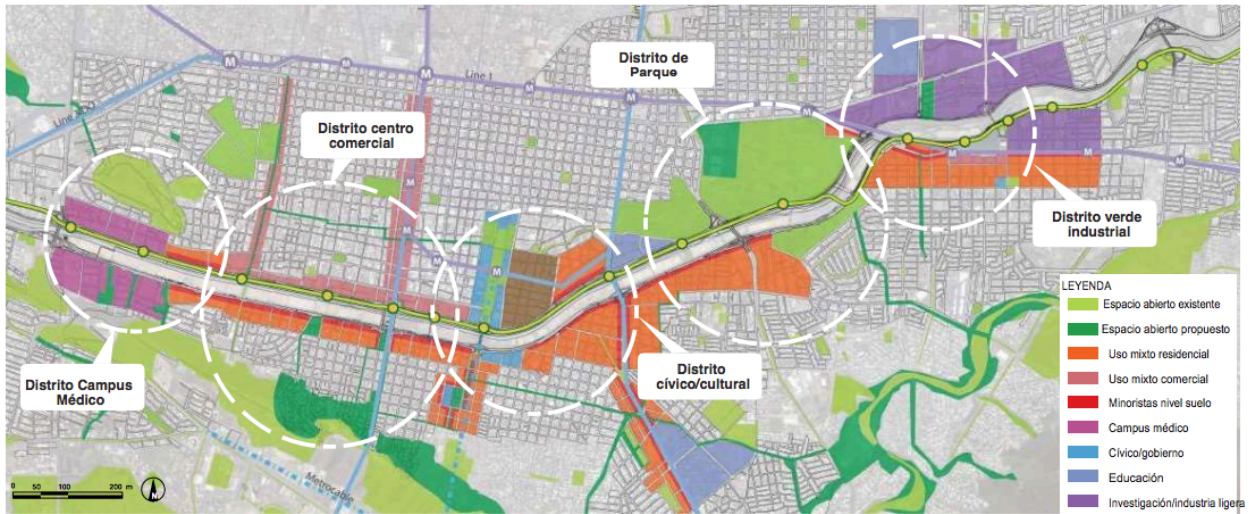 Line 1
M
M
M
M
M
Distrito de
Parque
Distrito centro
comercial
M
M
M
M
M
M
Distrito verde
industrial
Distrito Campus
Médico
Distrito
cívico/cultural
Metrocable
0 50 100 200 m
LEYENDA
Espacio abierto existente
Espacio abierto propuesto
Uso mixto residencial
Uso mixto comercial
Minoristas nivel suelo
Campus médico
Cívico/gobierno
Educación
Investigación/industria ligera